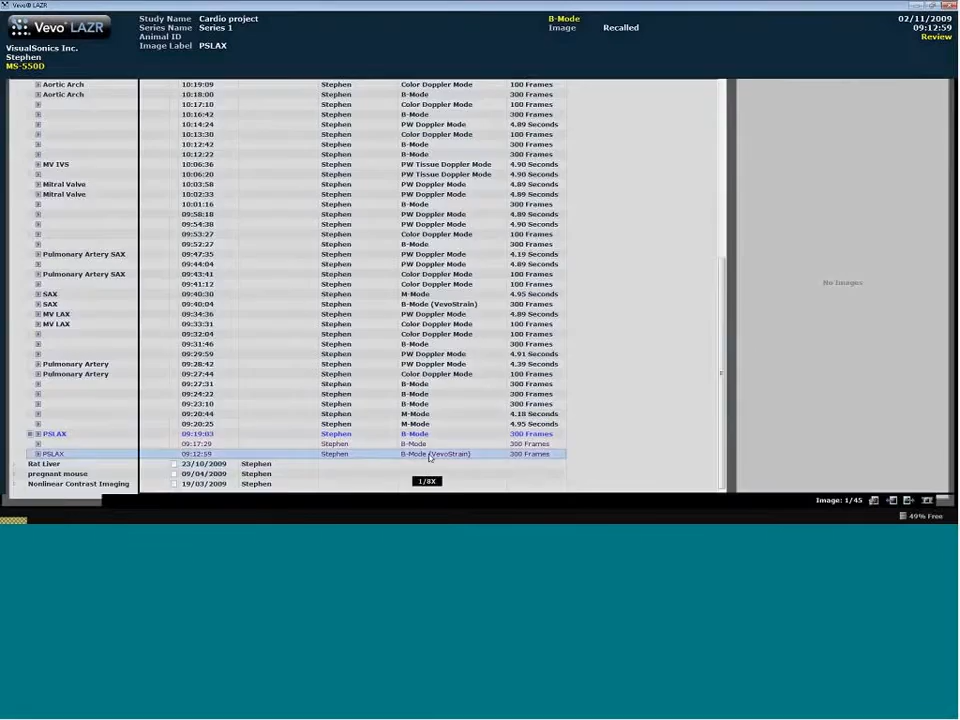 Vevo® LAZR
Vevo LAZR
Study Name Cardio project
Series Name Series 1
Animal ID
Image Label PSLAX
B-Mode
Image Recalled
02/11/2009
09:12:59
Review
VisualSonics Inc.
Stephen
MS-550D
Aortic Arch 10:19:09 Stephen Color Doppler Mode 100 Frames
Aortic Arch 10:18:00 Stephen B-Mode 300 Frames
10:17:10 Stephen Color Doppler Mode 100 Frames
10:16:42 Stephen B-Mode 300 Frames
10:14:24 Stephen PW Doppler Mode 4.89 Seconds
10:13:30 Stephen Color Doppler Mode 100 Frames
10:12:42 Stephen B-Mode 300 Frames
10:12:22 Stephen B-Mode 300 Frames
MV IVS 10:06:36 Stephen PW Tissue Doppler Mode 4.90 Seconds
10:06:20 Stephen PW Tissue Doppler Mode 4.90 Seconds
Mitral Valve 10:03:58 Stephen PW Doppler Mode 4.89 Seconds
Mitral Valve 10:02:33 Stephen PW Doppler Mode 4.89 Seconds
10:01:16 Stephen B-Mode 300 Frames
09:58:18 Stephen PW Doppler Mode 4.89 Seconds
09:54:38 Stephen PW Doppler Mode 4.90 Seconds
09:53:27 Stephen Color Doppler Mode 100 Frames
09:52:27 Stephen B-Mode 300 Frames
Pulmonary Artery SAX 09:47:35 Stephen PW Doppler Mode 4.19 Seconds
09:44:04 Stephen PW Doppler Mode 4.89 Seconds
Pulmonary Artery SAX 09:43:41 Stephen Color Doppler Mode 100 Frames
09:41:12 Stephen Color Doppler Mode 100 Frames
SAX 09:40:30 Stephen M-Mode 4.95 Seconds
SAX 09:40:04 Stephen B-Mode (VevoStrain) 300 Frames
MV LAX 09:34:36 Stephen PW Doppler Mode 4.89 Seconds
MV LAX 09:33:31 Stephen Color Doppler Mode 100 Frames
09:32:04 Stephen Color Doppler Mode 100 Frames
09:31:46 Stephen B-Mode 300 Frames
09:29:59 Stephen PW Doppler Mode 4.91 Seconds
Pulmonary Artery 09:28:42 Stephen PW Doppler Mode 4.39 Seconds
Pulmonary Artery 09:27:44 Stephen Color Doppler Mode 100 Frames
09:27:31 Stephen B-Mode 300 Frames
09:24:22 Stephen B-Mode 300 Frames
09:23:10 Stephen B-Mode 300 Frames
09:20:44 Stephen M-Mode 4.18 Seconds
09:20:25 Stephen M-Mode 4.95 Seconds
PSLAX 09:19:03 Stephen B-Mode 300 Frames
09:17:29 Stephen B-Mode 300 Frames
PSLAX 09:12:59 Stephen B-Mode (VevoStrain) 300 Frames
Rat Liver 23/10/2009 Stephen
pregnant mouse 09/04/2009 Stephen
Nonlinear Contrast Imaging 19/03/2009 Stephen
1/8X
No Images
Image: 1/45
49% Free